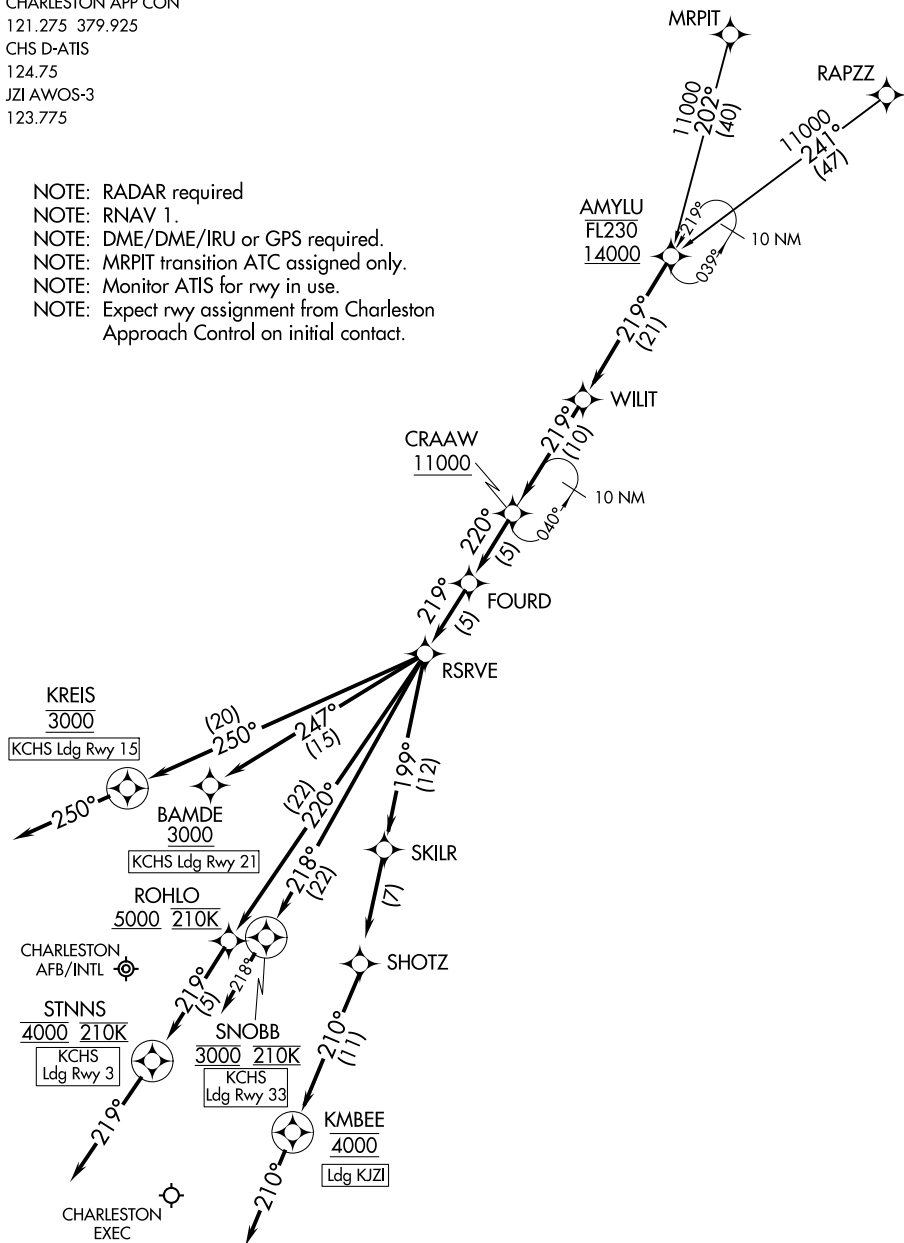 CHARLESTON APP CON
121.275 379.925
CHS D-ATIS
124.75
JZI AWOS-3
123.775
NOTE: RADAR required
NOTE: RNAV 1.
NOTE: DME/DME/IRU or GPS required.
NOTE: MRPIT transition ATC assigned only.
NOTE: Monitor ATIS for rwy in use.
NOTE: Expect rwy assignment from Charleston
Approach Control on initial contact.
MRPIT
11000
202°
(40)
RAPZZ
11000
241°
(47)
AMYLU
FL230
14000
219°
039°
10 NM
219°
(21)
WILIT
219°
(10)
CRAAW
11000
040°
10 NM
220°
(5)
FOURD
219°
(5)
RSRVE
KREIS
3000
KCHS Ldg Rwy 15
(20)
250°
250°
247°
(15)
BAMDE
3000
KCHS Ldg Rwy 21
(22)
220°
218°
(22)
199°
(12)
SKILR
(7)
SHOTZ
ROHLO
5000 210K
CHARLESTON
AFB/INTL
219°
(5)
218°
STNNS
4000 210K
KCHS
Ldg Rwy 3
219°
SNOBB
3000 210K
KCHS
Ldg Rwy 33
210°
(11)
KMBEE
4000
Ldg KJZI
210°
CHARLESTON
EXEC